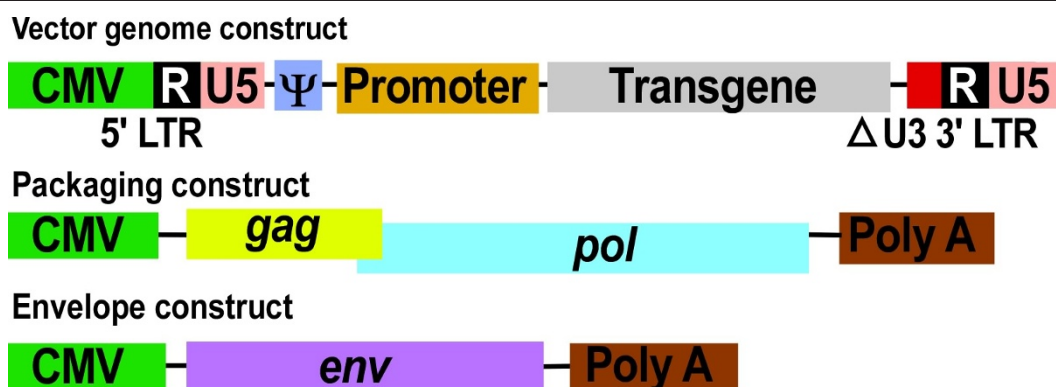 Vector genome construct
CMV R U5 Ψ Promoter Transgene R U5
5' LTR △ U3 3' LTR
Packaging construct
CMV gag pol Poly A
Envelope construct
CMV env Poly A